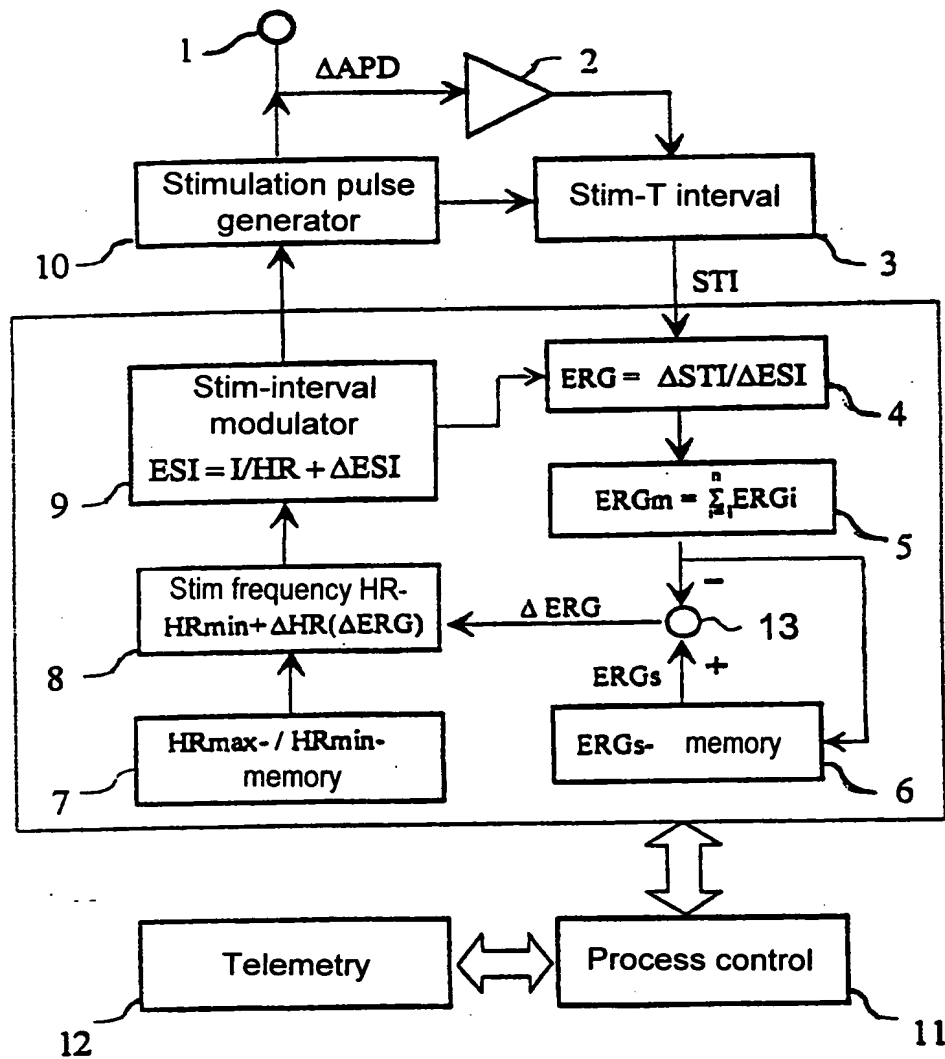 1
ΔAPD
2
Stimulation pulse
generator
10
Stim-T interval
3
STI
Stim-interval
modulator
ESI = I/HR + ΔESI
9
ERG = ΔSTI/ΔESI
4
ERGm = Σ ERGi
n
i=1
5
Stim frequency HR-
HRmin+ ΔHR(ΔERG)
8
Δ ERG
−
13
ERGs
+
HRmax- / HRmin-
memory
7
ERGs- memory
6
Telemetry
12
Process control
11